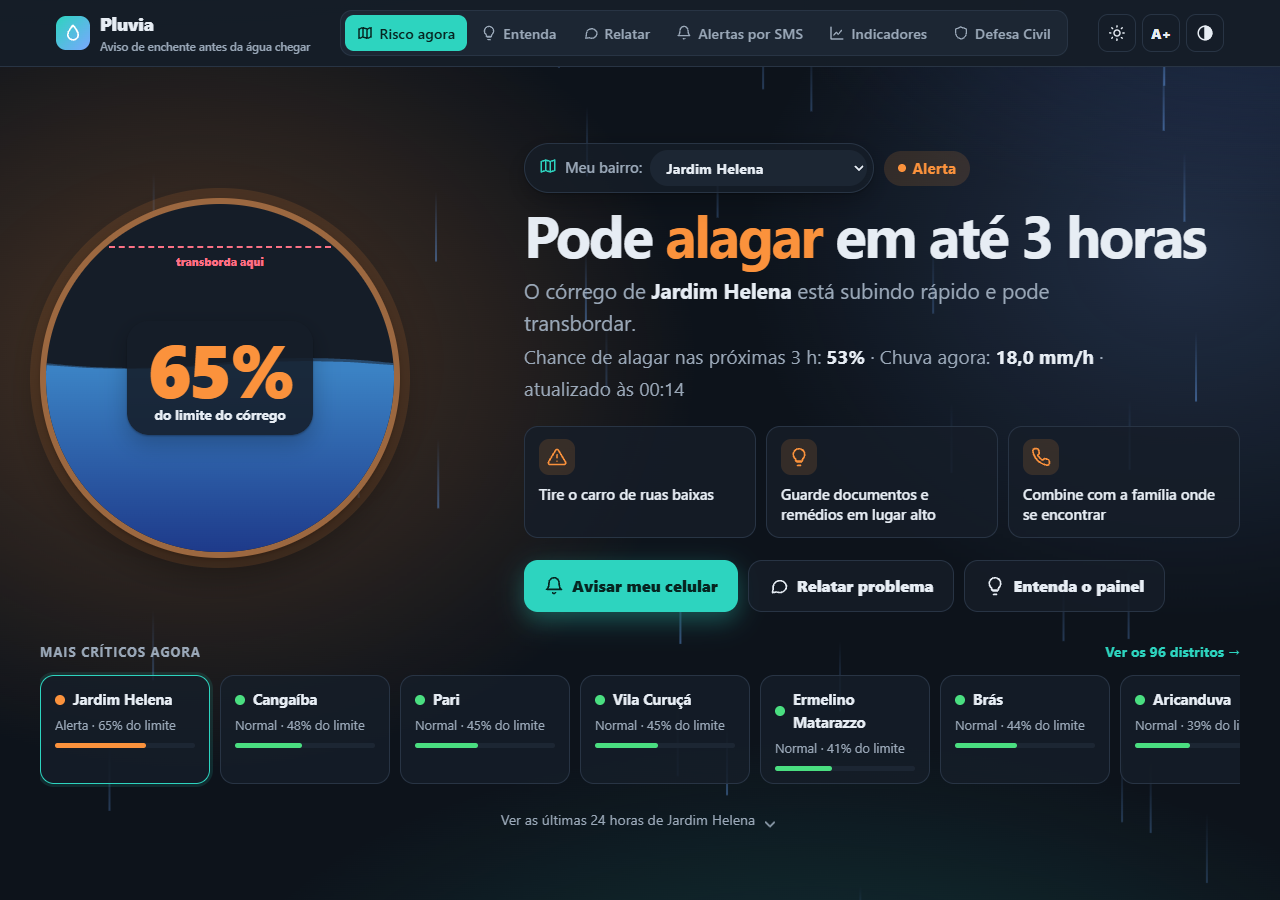 Pluvia
Aviso de enchente antes da água chegar
Risco agora
Entenda
Relatar
Alertas por SMS
Indicadores
Defesa Civil
A+
Meu bairro:
Jardim Helena
Alerta
Pode alagar em até 3 horas
O córrego de Jardim Helena está subindo rápido e pode
transbordar.
Chance de alagar nas próximas 3 h: 53% · Chuva agora: 18,0 mm/h ·
atualizado às 00:14
transborda aqui
65%
do limite do córrego
Tire o carro de ruas baixas
Guarde documentos e
remédios em lugar alto
Combine com a família onde
se encontrar
Avisar meu celular
Relatar problema
Entenda o painel
MAIS CRÍTICOS AGORA
Ver os 96 distritos →
Jardim Helena
Alerta · 65% do limite
Cangaíba
Normal · 48% do limite
Pari
Normal · 45% do limite
Vila Curuçá
Normal · 45% do limite
Ermelino
Matarazzo
Normal · 41% do limite
Brás
Normal · 44% do limite
Aricanduva
Normal · 39% do li
Ver as últimas 24 horas de Jardim Helena